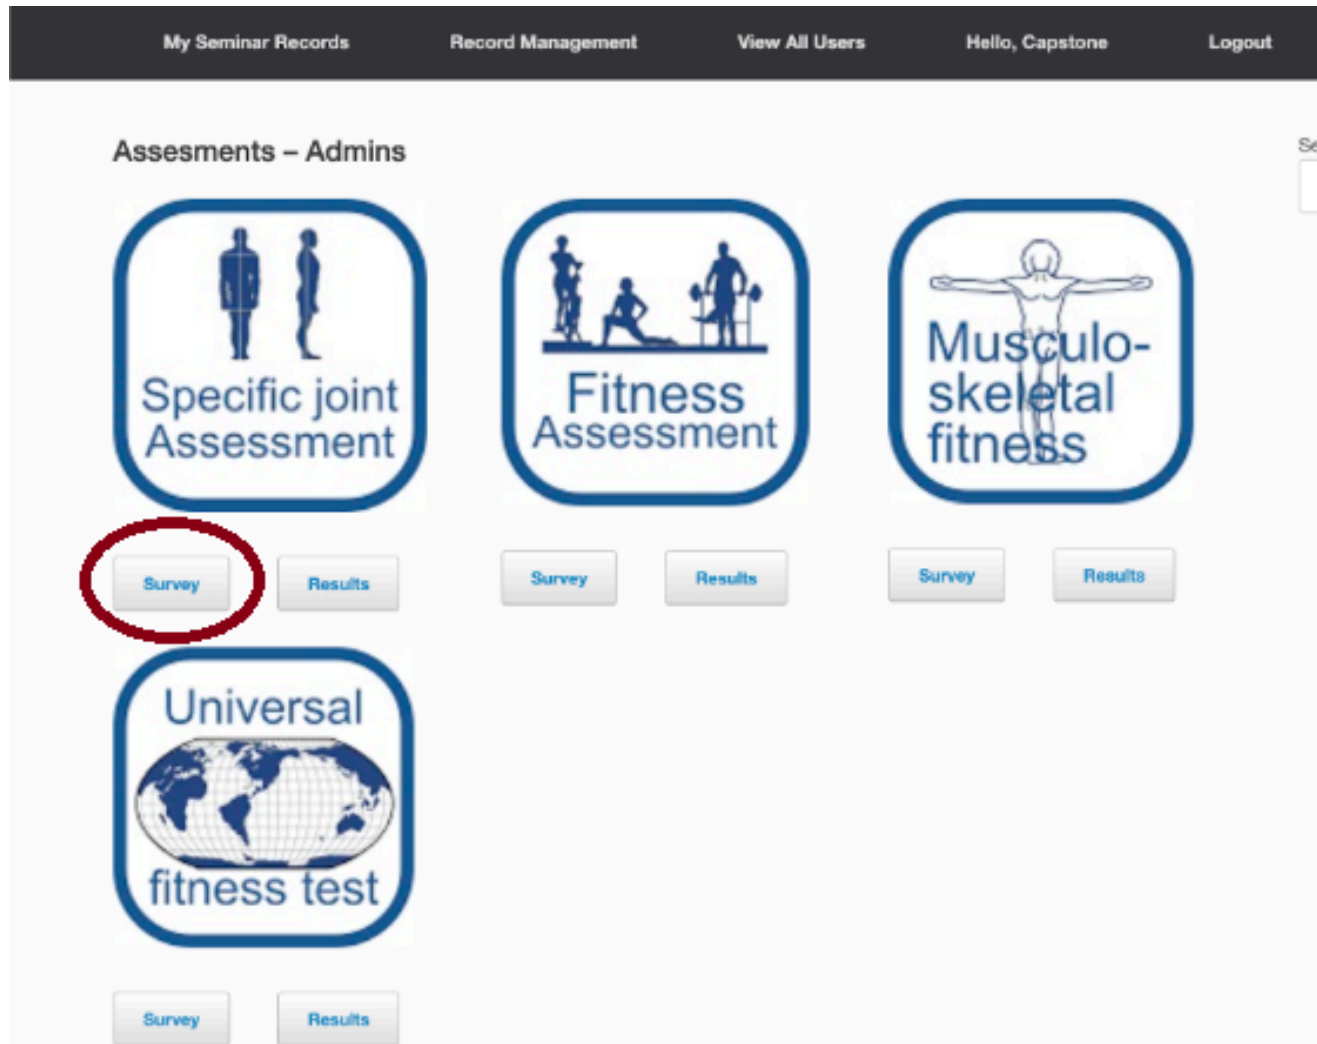 My Seminar Records Record Management View All Users Hello, Capstone Logout
Assesments – Admins
Se
Specific joint
Assessment
Fitness
Assessment
Musculo-
skeletal
fitness
Survey Results Survey Results Survey Results
Universal
fitness test
Survey Results